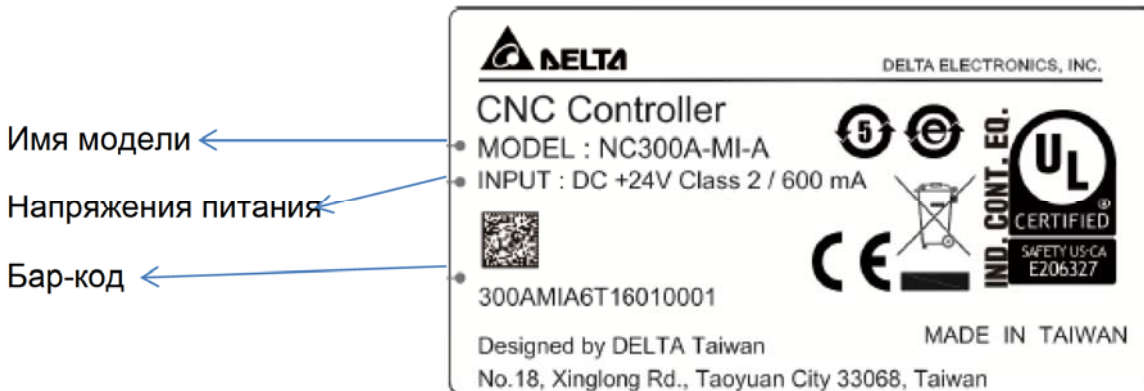 DELTA
DELTA ELECTRONICS, INC.
CNC Controller
Имя модели
MODEL : NC300A-MI-A
Напряжения питания
INPUT : DC +24V Class 2 / 600 mA
Бар-код
300AMIA6T16010001
5
e
IND. CONT. EQ.
UL
®
CERTIFIED
SAFETY US-CA
E206327
CE
MADE IN TAIWAN
Designed by DELTA Taiwan
No.18, Xinglong Rd., Taoyuan City 33068, Taiwan